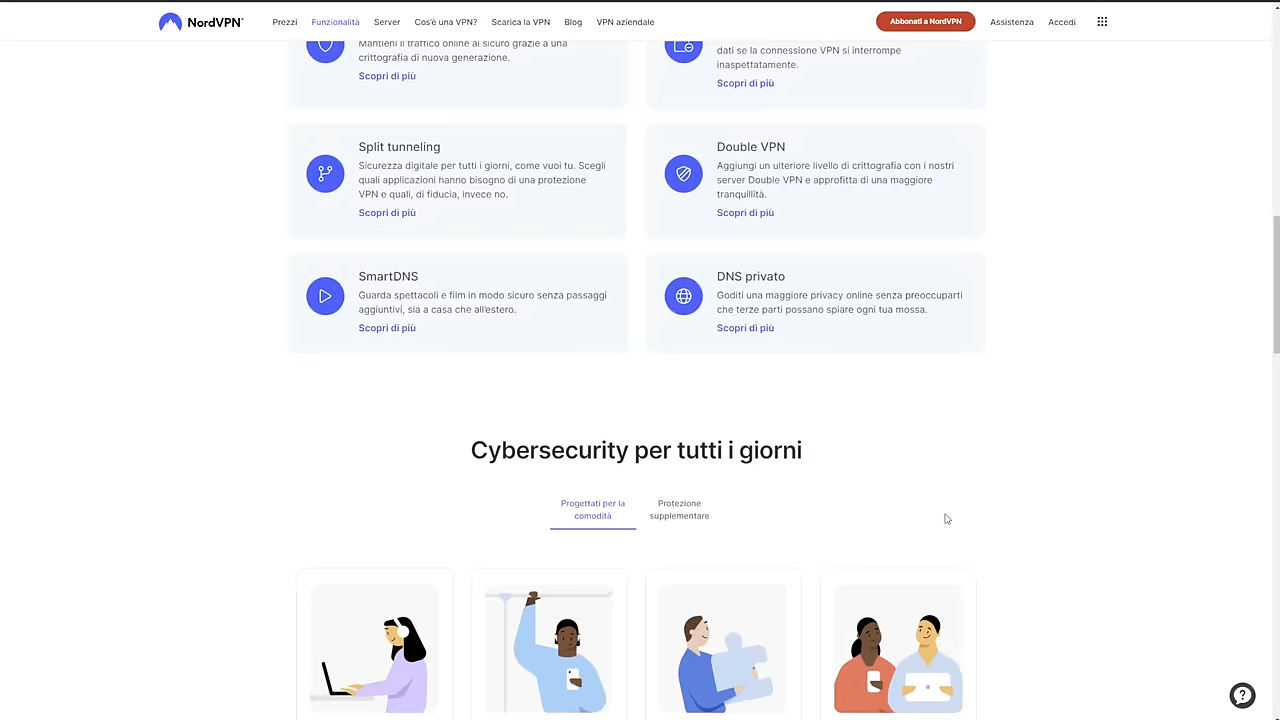 NordVPN®
Prezzi
Funzionalità
Server
Cos'è una VPN?
Scarica la VPN
Blog
VPN aziendale
Abbonati a NordVPN
Assistenza
Accedi
Mantieni il traffico online al sicuro grazie a una
crittografia di nuova generazione.
Scopri di più
dati se la connessione VPN si interrompe
inaspettatamente.
Scopri di più
Split tunneling
Sicurezza digitale per tutti i giorni, come vuoi tu. Scegli
quali applicazioni hanno bisogno di una protezione
VPN e quali, di fiducia, invece no.
Scopri di più
Double VPN
Aggiungi un ulteriore livello di crittografia con i nostri
server Double VPN e approfitta di una maggiore
tranquillità.
Scopri di più
SmartDNS
Guarda spettacoli e film in modo sicuro senza passaggi
aggiuntivi, sia a casa che all'estero.
Scopri di più
DNS privato
Goditi una maggiore privacy online senza preoccuparti
che terze parti possano spiare ogni tua mossa.
Scopri di più
Cybersecurity per tutti i giorni
Progettati per la
comodità
Protezione
supplementare